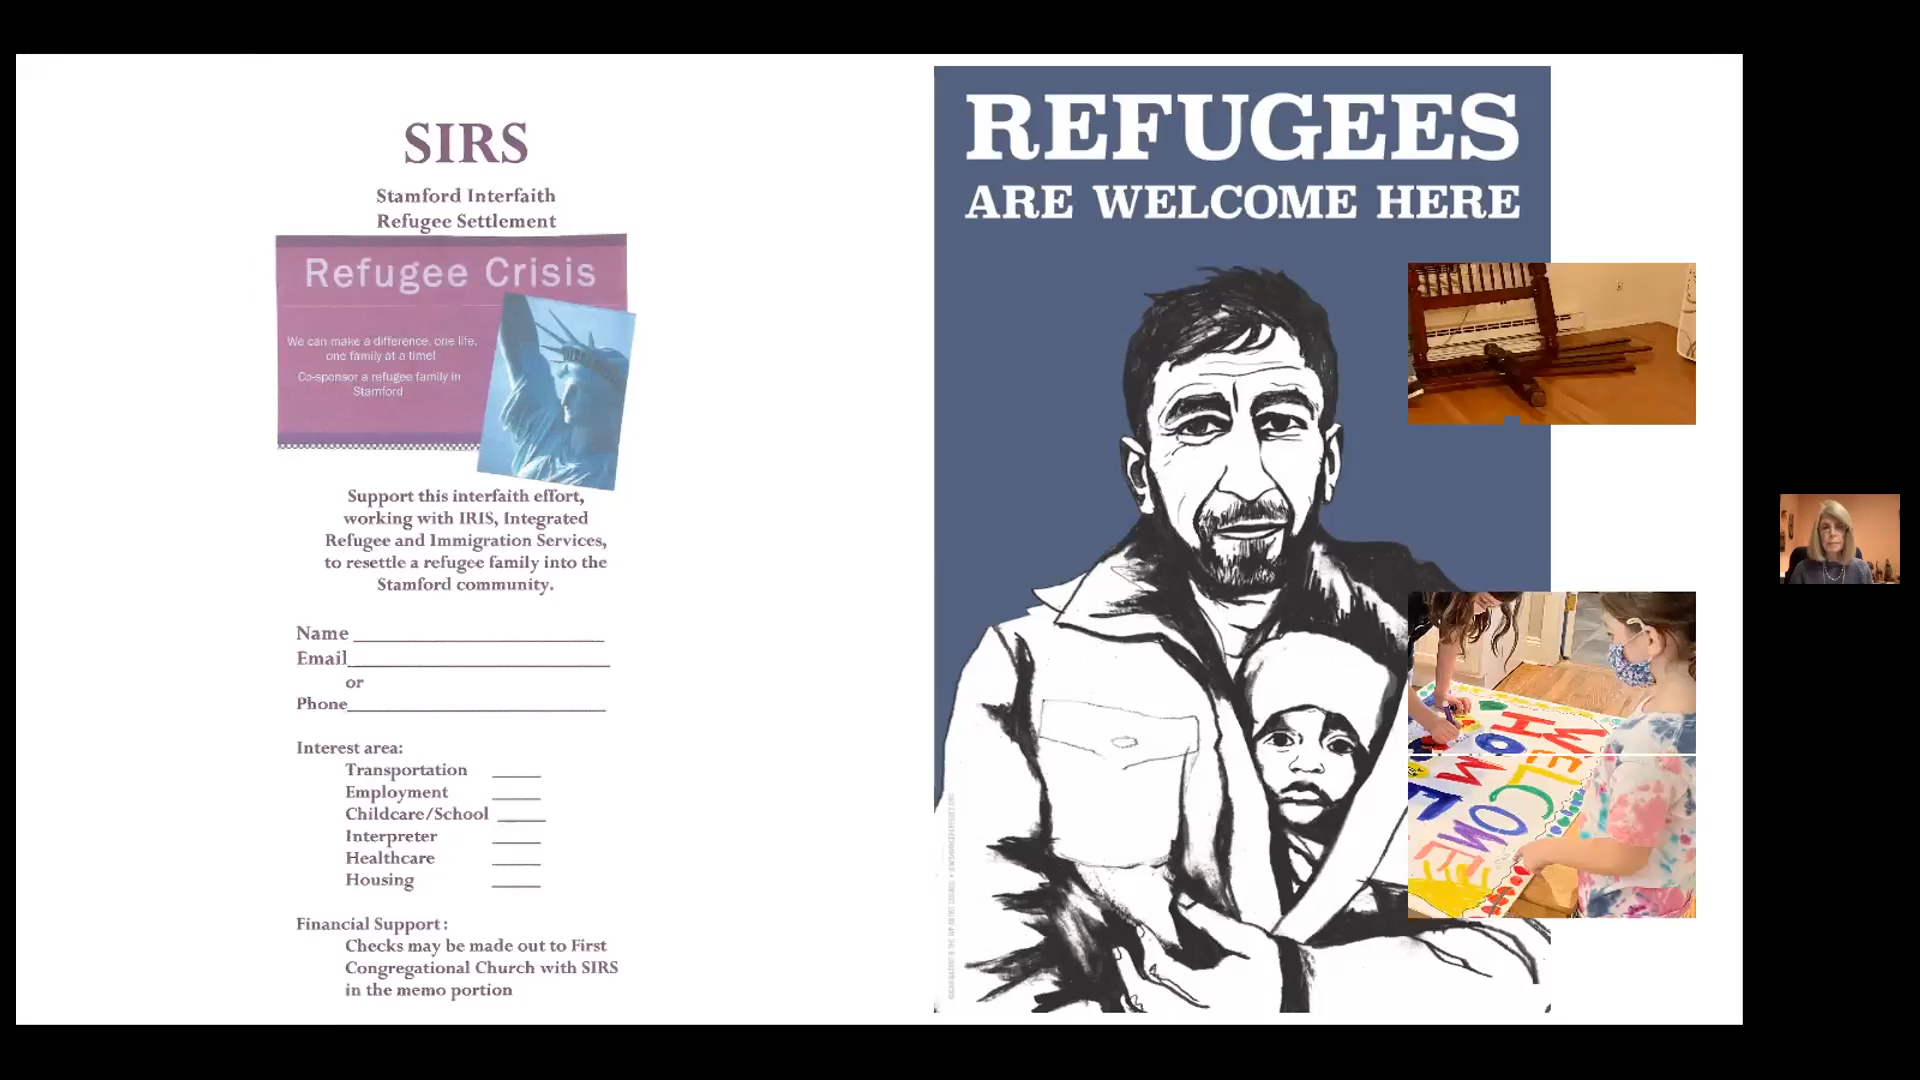 SIRS
Stamford Interfaith
Refugee Settlement
Refugee Crisis
We can make a difference, one life,
one family at a time!
Co-sponsor a refugee family in
Stamford
Support this interfaith effort,
working with IRIS, Integrated
Refugee and Immigration Services,
to resettle a refugee family into the
Stamford community.
Name
Email
or
Phone
Interest area:
Transportation
Employment
Childcare/School
Interpreter
Healthcare
Housing
Financial Support:
Checks may be made out to First
Congregational Church with SIRS
in the memo portion
REFUGEES
ARE WELCOME HERE
WELCOME
HOME